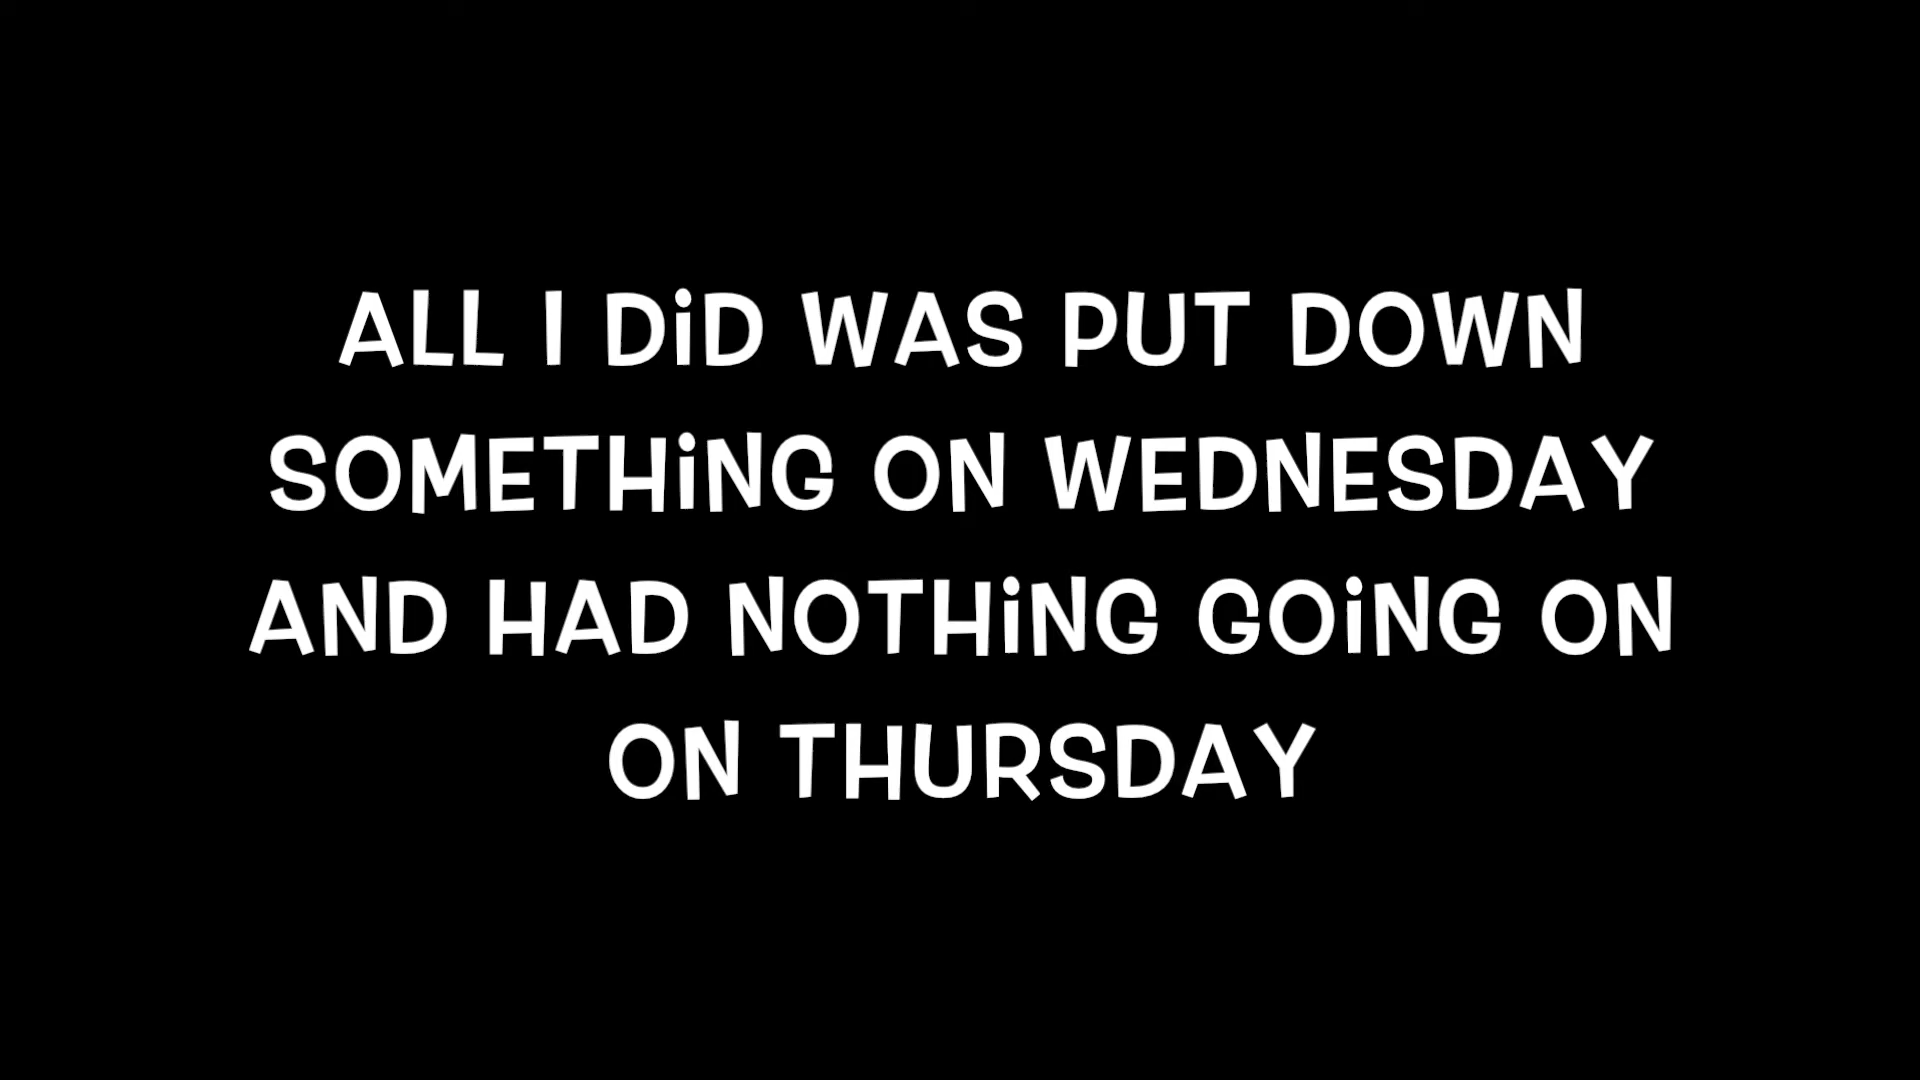 ALL I DiD WAS PUT DOWN
SOMETHiNG ON WEDNESDAY
AND HAD NOTHiNG GOiNG ON
ON THURSDAY